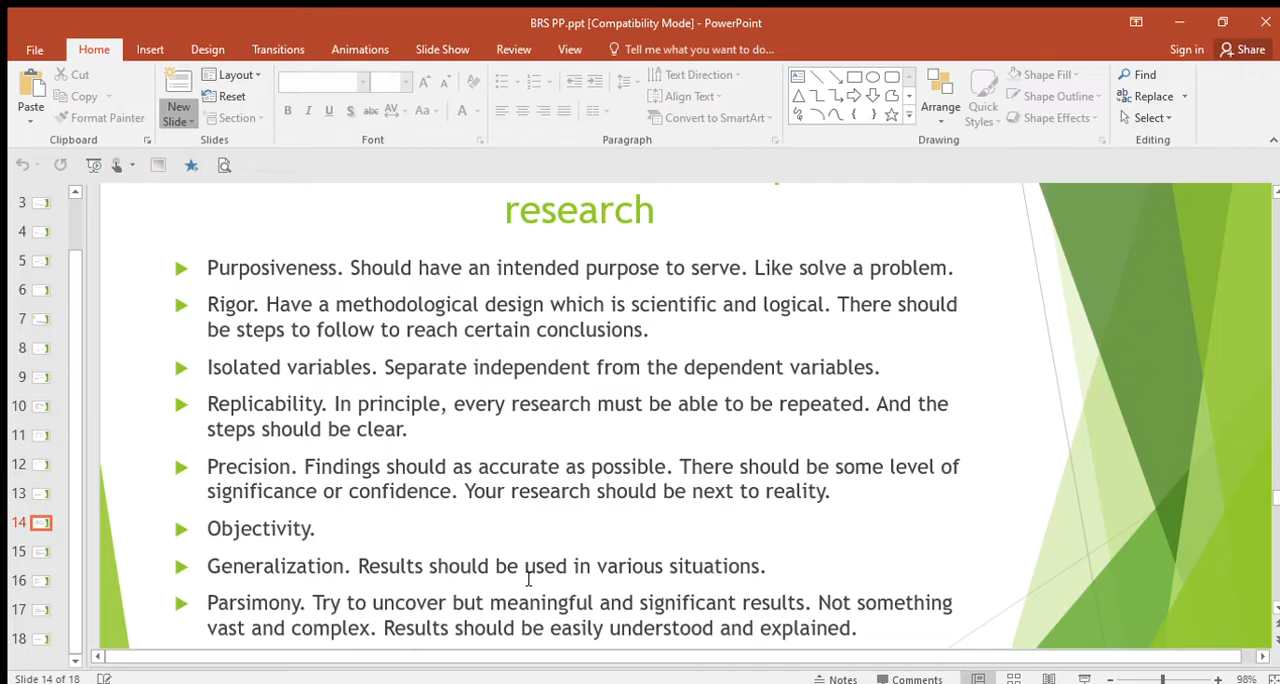 BRS PP.ppt [Compatibility Mode] - PowerPoint
File Home Insert Design Transitions Animations Slide Show Review View Tell me what you want to do... Sign in Share
Paste
Cut
Copy
Format Painter
Clipboard
New Slide
Layout
Reset
Section
Slides
B I U S abc AV Aa A
Font
Text Direction
Align Text
Convert to SmartArt
Paragraph
Arrange
Quick Styles
Shape Fill
Shape Outline
Shape Effects
Drawing
Find
Replace
Select
Editing
3
4
5
6
7
8
9
10
11
12
13
14
15
16
17
18
research
Purposiveness. Should have an intended purpose to serve. Like solve a problem.
Rigor. Have a methodological design which is scientific and logical. There should
be steps to follow to reach certain conclusions.
Isolated variables. Separate independent from the dependent variables.
Replicability. In principle, every research must be able to be repeated. And the
steps should be clear.
Precision. Findings should as accurate as possible. There should be some level of
significance or confidence. Your research should be next to reality.
Objectivity.
Generalization. Results should be used in various situations.
Parsimony. Try to uncover but meaningful and significant results. Not something
vast and complex. Results should be easily understood and explained.
Slide 14 of 18 Notes Comments 98%